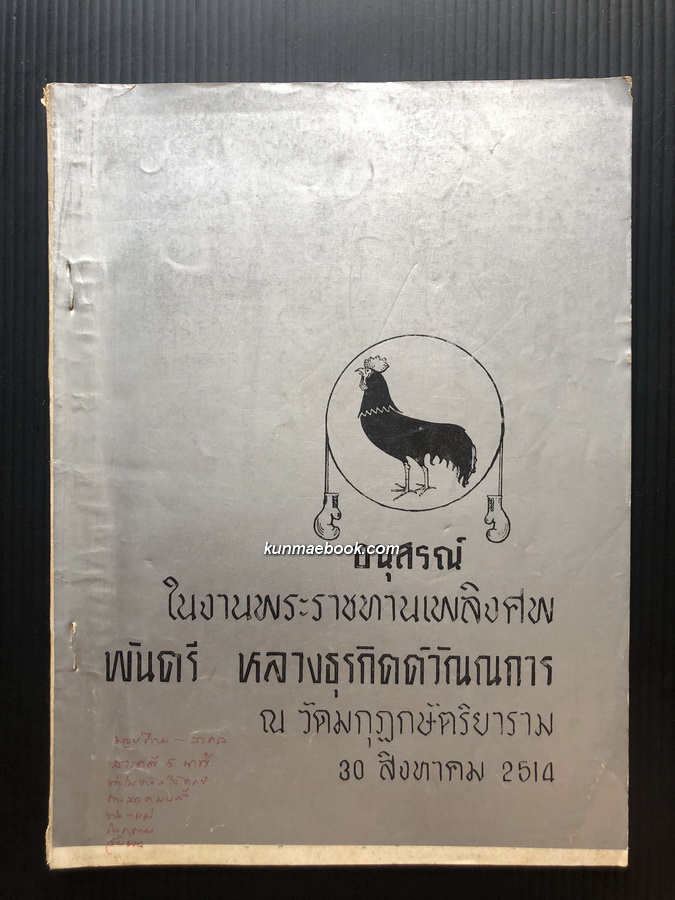 kunmaebook.com
อนุสรณ์
ในงานพระราชทานเพลิงศพ
พันตรี หลวงธุรกิตต์วัณณการ
ณ วัดมกุฏกษัตริยาราม
30 สิงหาคม 2514